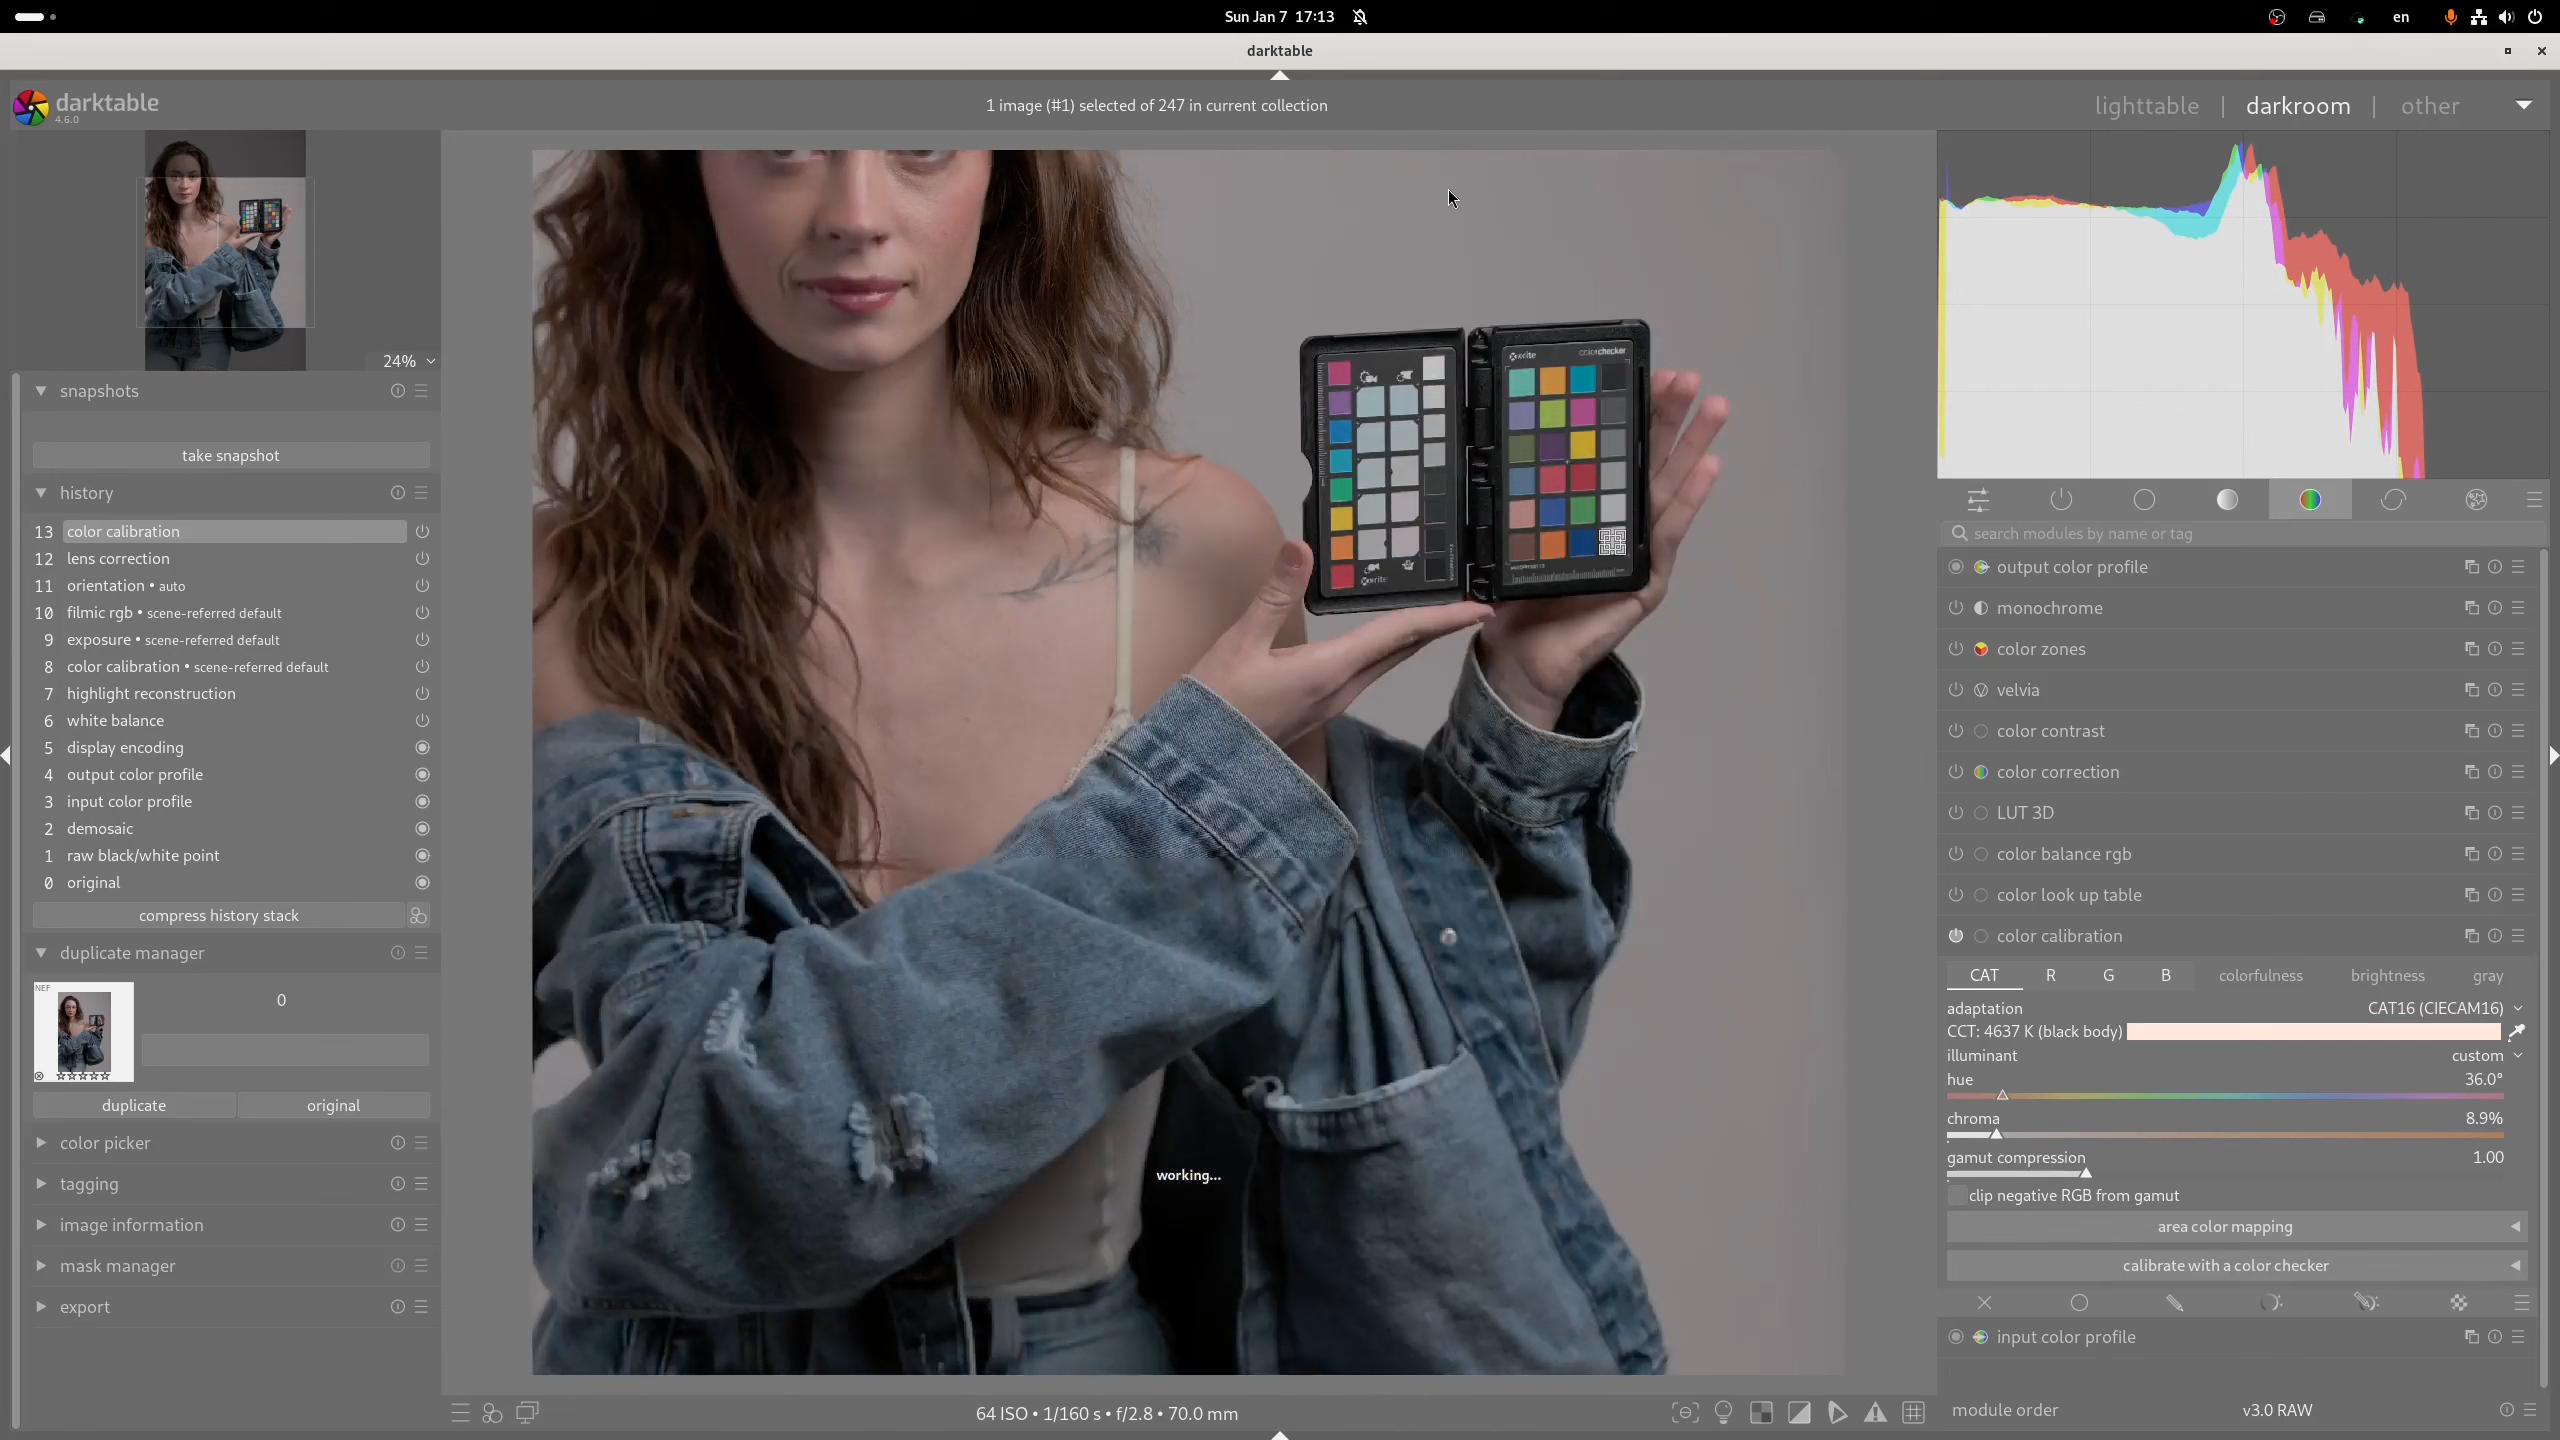 Sun Jan 7 17:13
en
darktable
darktable
4.6.0
1 image (#1) selected of 247 in current collection
lighttable | darkroom | other
24%
snapshots
take snapshot
history
13 color calibration
12 lens correction
11 orientation • auto
10 filmic rgb • scene-referred default
9 exposure • scene-referred default
8 color calibration • scene-referred default
7 highlight reconstruction
6 white balance
5 display encoding
4 output color profile
3 input color profile
2 demosaic
1 raw black/white point
0 original
compress history stack
duplicate manager
NEF
0
duplicate
original
color picker
tagging
image information
mask manager
export
x-rite
colorchecker
x-rite
working...
64 ISO • 1/160 s • f/2.8 • 70.0 mm
search modules by name or tag
output color profile
monochrome
color zones
velvia
color contrast
color correction
LUT 3D
color balance rgb
color look up table
color calibration
CAT R G B colorfulness brightness gray
adaptation CAT16 (CIECAM16)
CCT: 4637 K (black body)
illuminant custom
hue 36.0°
chroma 8.9%
gamut compression 1.00
clip negative RGB from gamut
area color mapping
calibrate with a color checker
input color profile
module order v3.0 RAW